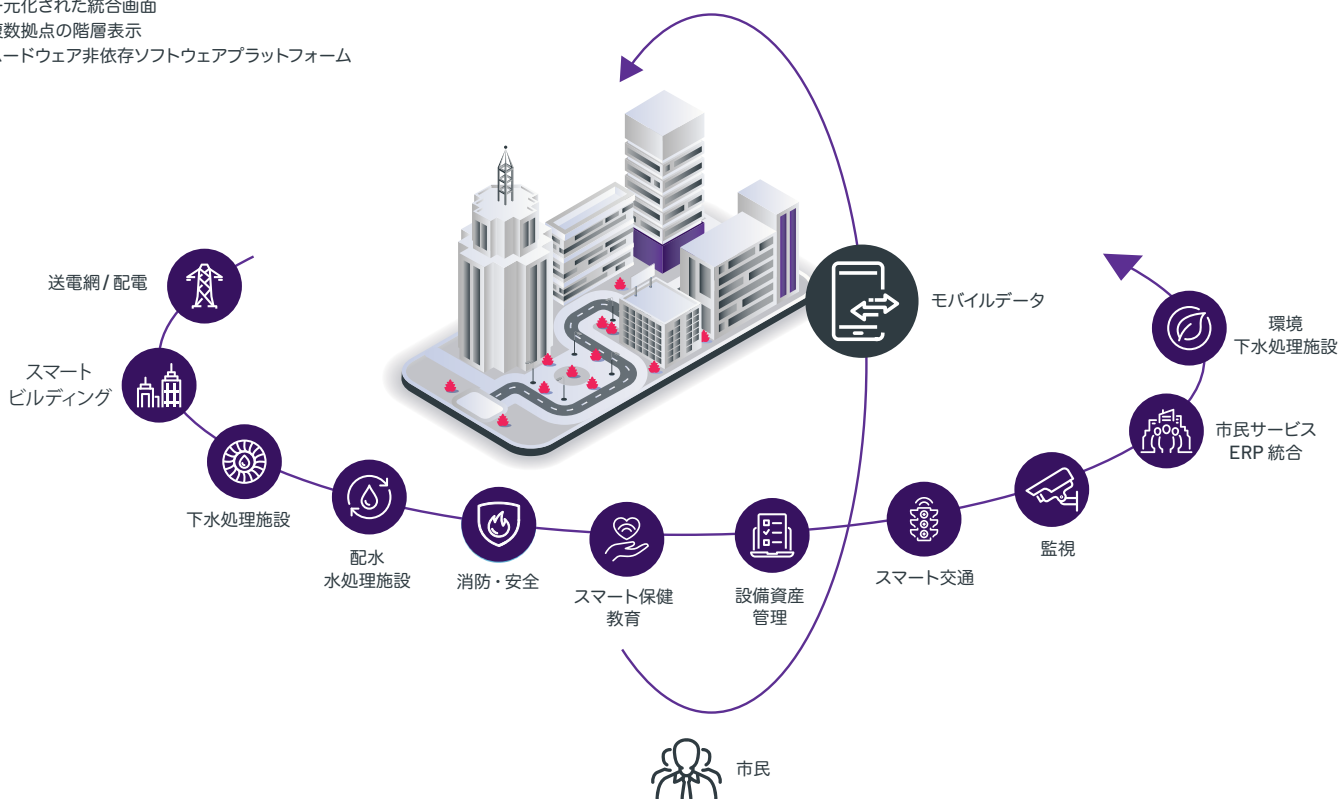 元化された統合画面
数拠点の階層表示
ードウェア非依存ソフトウェアプラットフォーム
送電網 / 配電
スマート
ビルディング
下水処理施設
配水
水処理施設
消防・安全
スマート保健
教育
設備資産
管理
スマート交通
監視
市民サービス
ERP 統合
環境
下水処理施設
モバイルデータ
市民